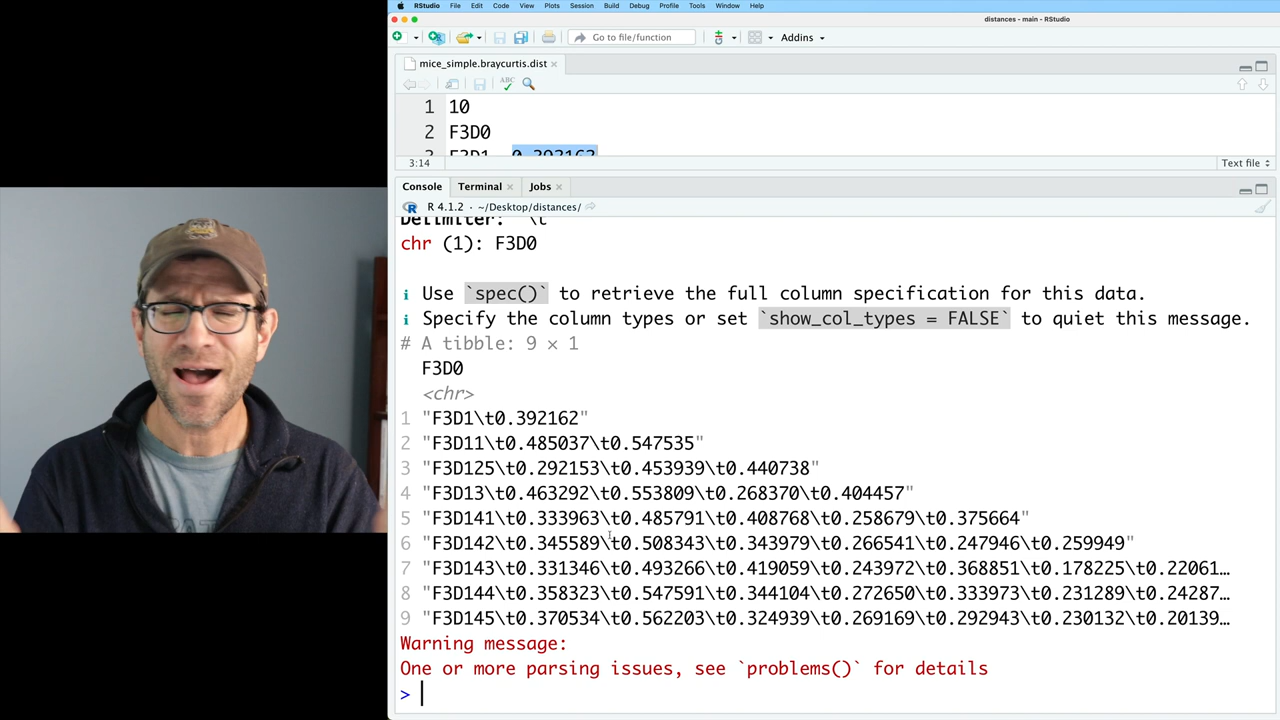 RStudio File Edit Code View Plots Session Build Debug Profile Tools Window Help
distances - main - RStudio
Go to file/function Addins
mice_simple.braycurtis.dist
ABC
1 10
2 F3D0
3 F3D1 0.392162
3:14 Text file
Console Terminal Jobs
R 4.1.2 · ~/Desktop/distances/
Delimiter: "\t"
chr (1): F3D0
i Use `spec()` to retrieve the full column specification for this data.
i Specify the column types or set `show_col_types = FALSE` to quiet this message.
# A tibble: 9 × 1
F3D0
<chr>
1 "F3D1\t0.392162"
2 "F3D11\t0.485037\t0.547535"
3 "F3D125\t0.292153\t0.453939\t0.440738"
4 "F3D13\t0.463292\t0.553809\t0.268370\t0.404457"
5 "F3D141\t0.333963\t0.485791\t0.408768\t0.258679\t0.375664"
6 "F3D142\t0.345589\t0.508343\t0.343979\t0.266541\t0.247946\t0.259949"
7 "F3D143\t0.331346\t0.493266\t0.419059\t0.243972\t0.368851\t0.178225\t0.22061…
8 "F3D144\t0.358323\t0.547591\t0.344104\t0.272650\t0.333973\t0.231289\t0.24287…
9 "F3D145\t0.370534\t0.562203\t0.324939\t0.269169\t0.292943\t0.230132\t0.20139…
Warning message:
One or more parsing issues, see `problems()` for details
>